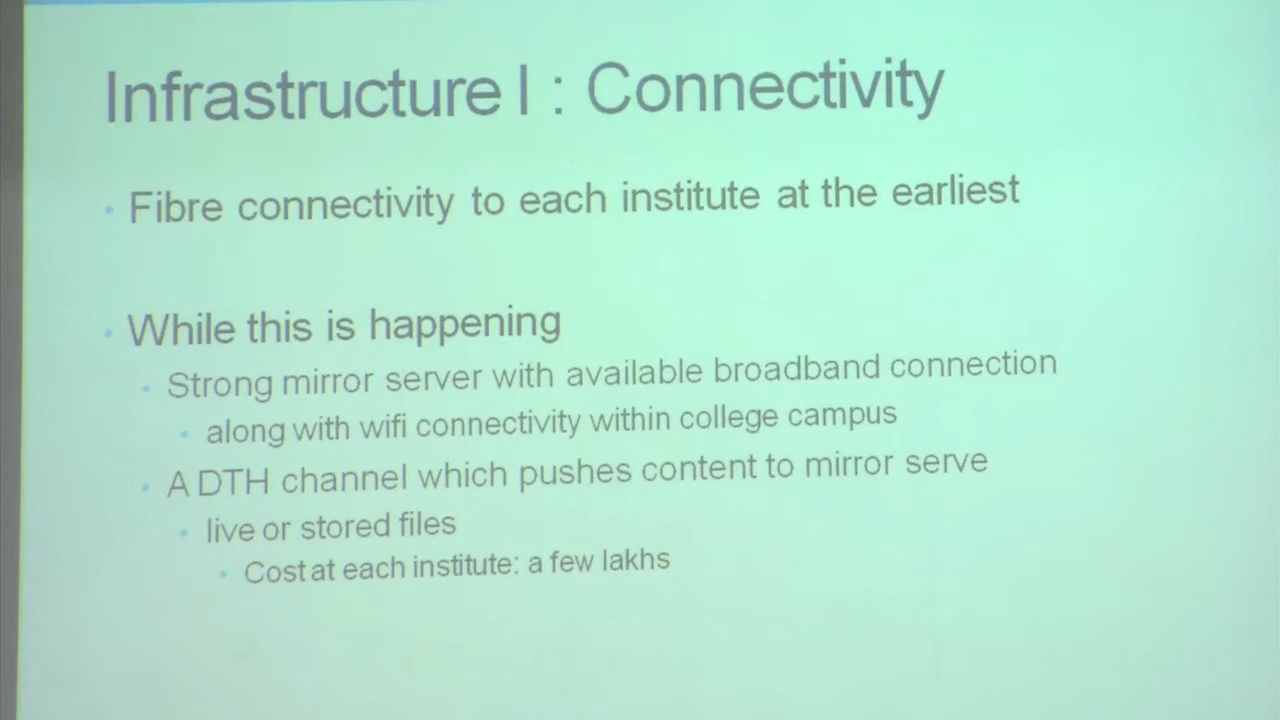 Infrastructure I : Connectivity
• Fibre connectivity to each institute at the earliest
• While this is happening
• Strong mirror server with available broadband connection
• along with wifi connectivity within college campus
• A DTH channel which pushes content to mirror serve
• live or stored files
• Cost at each institute: a few lakhs